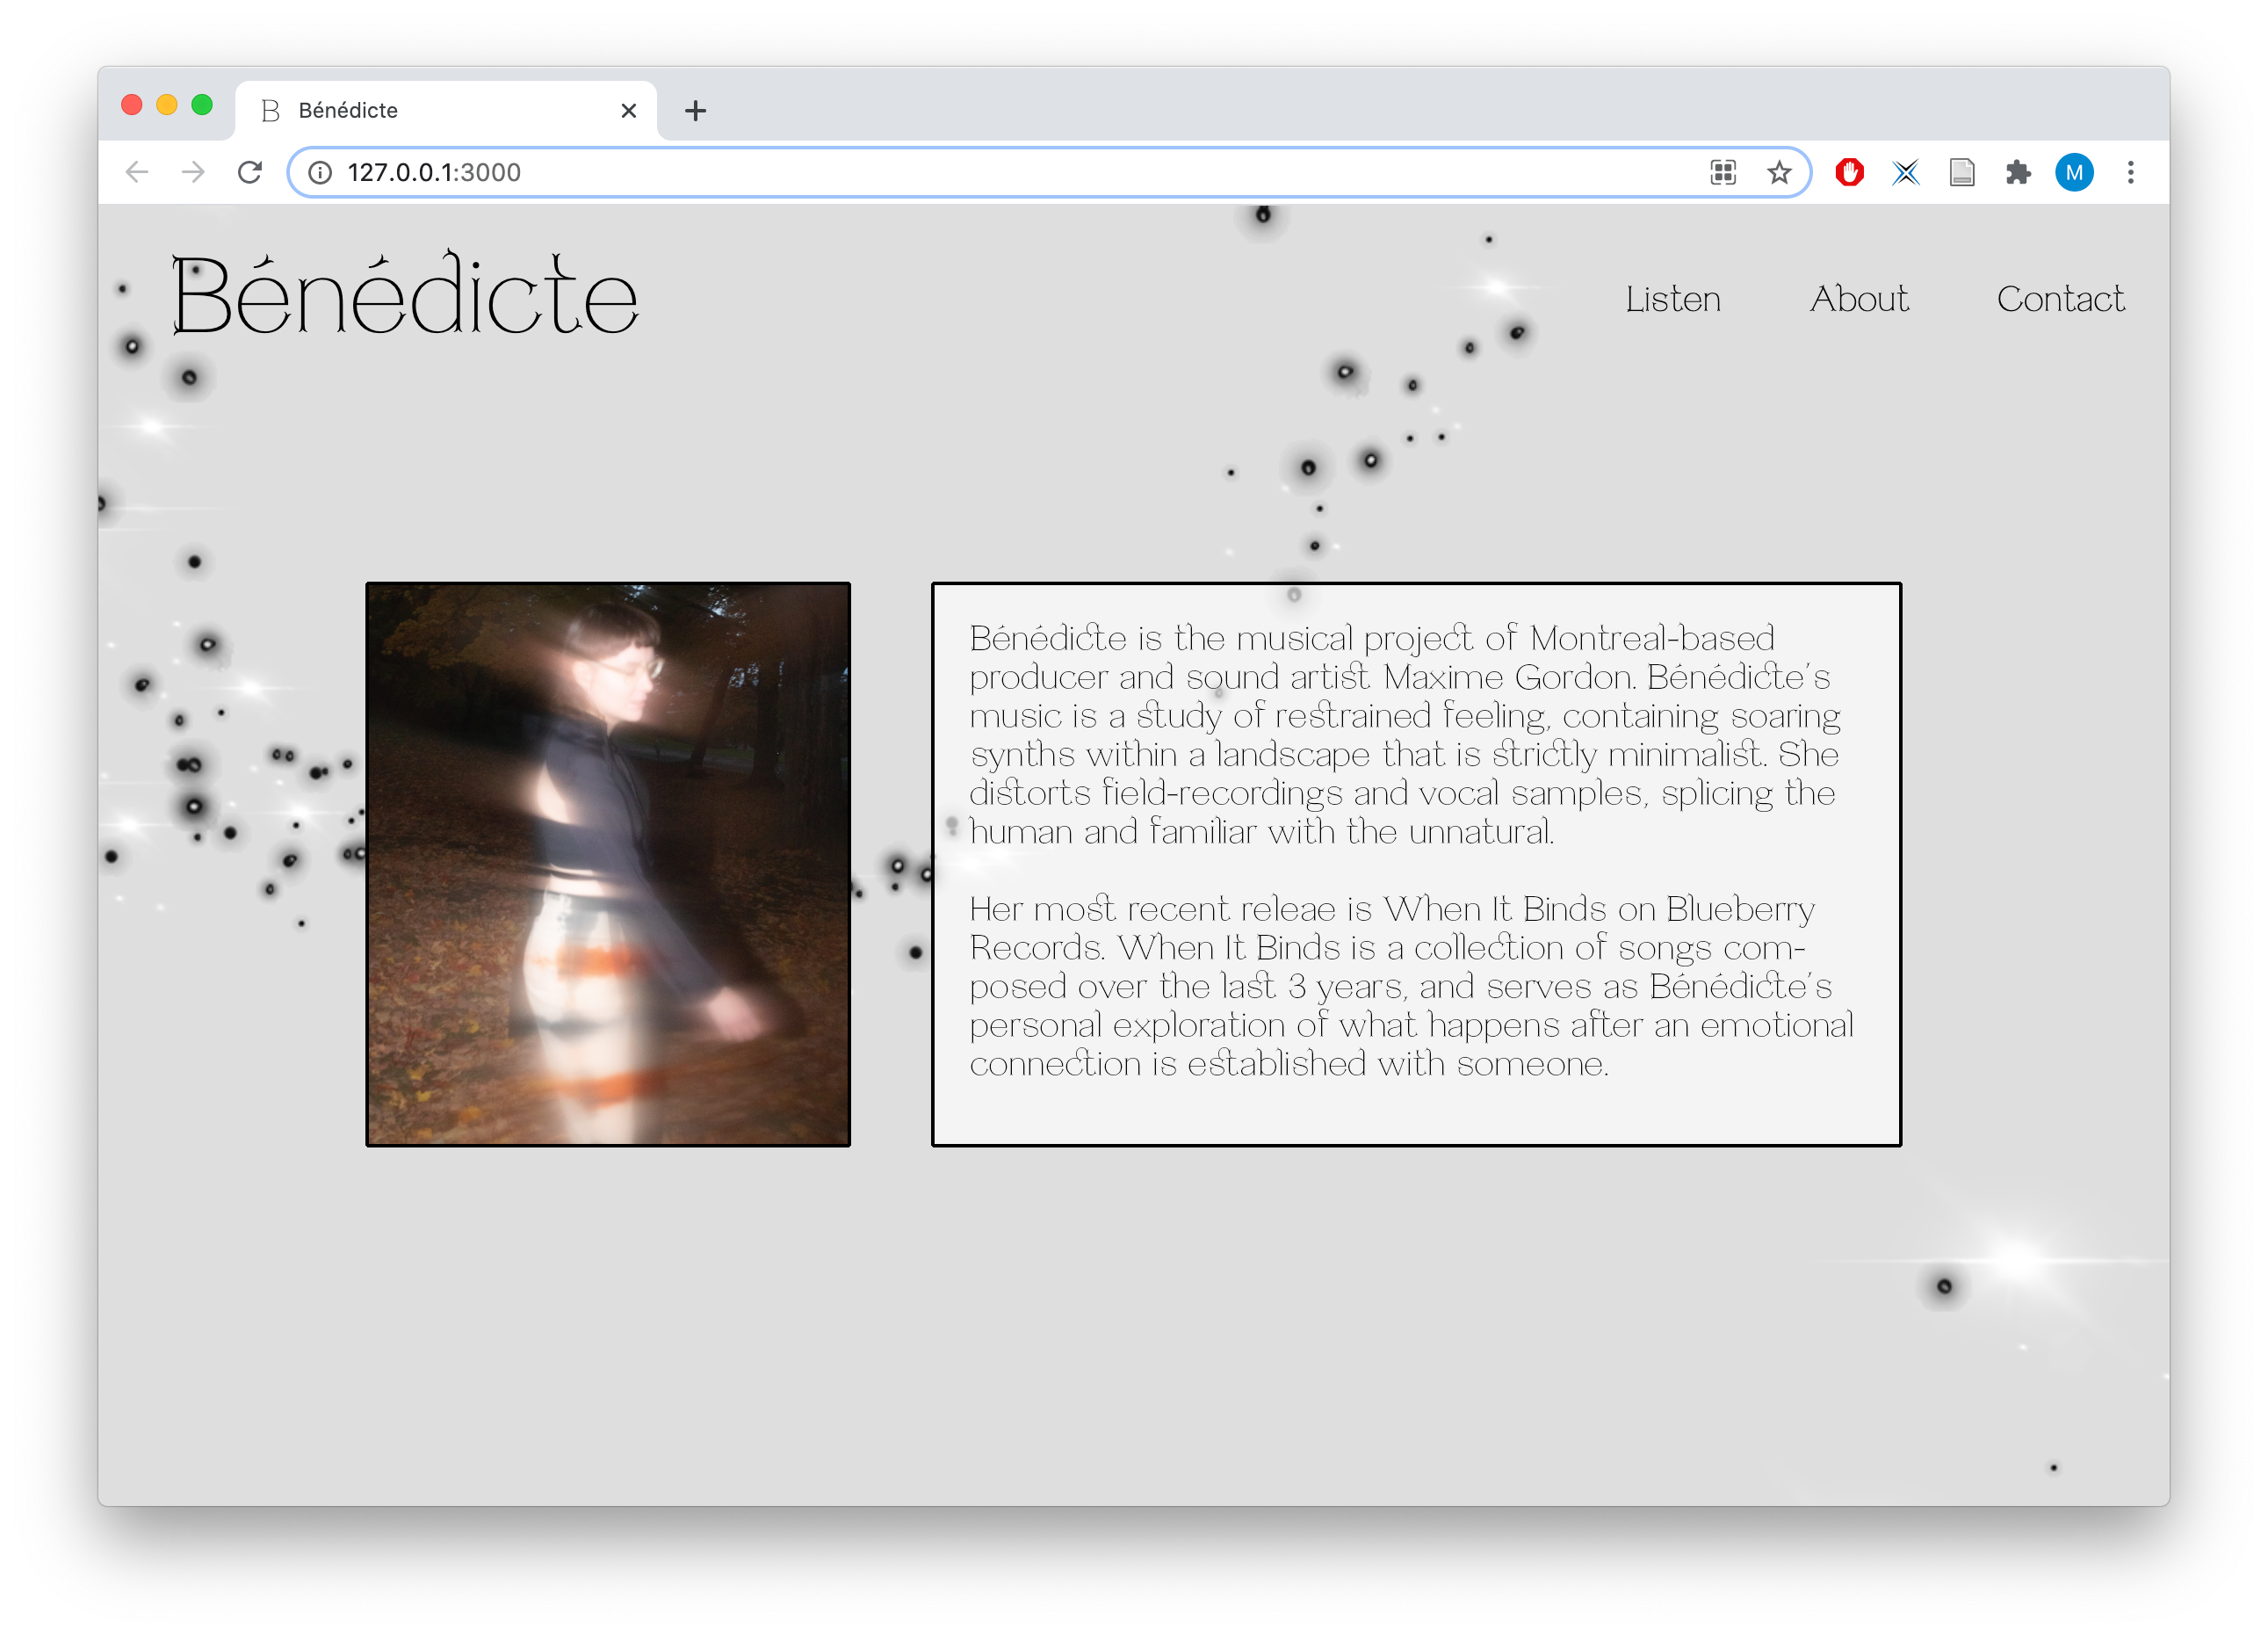 Bénédicte
127.0.0.1:3000
M
Bénédicte
Listen
About
Contact
Bénédicte is the musical project of Montreal-based
producer and sound artist Maxime Gordon. Bénédicte's
music is a study of restrained feeling, containing soaring
synths within a landscape that is strictly minimalist. She
distorts field-recordings and vocal samples, splicing the
human and familiar with the unnatural.
Her most recent releae is When It Binds on Blueberry
Records. When It Binds is a collection of songs com-
posed over the last 3 years, and serves as Bénédicte's
personal exploration of what happens after an emotional
connection is established with someone.